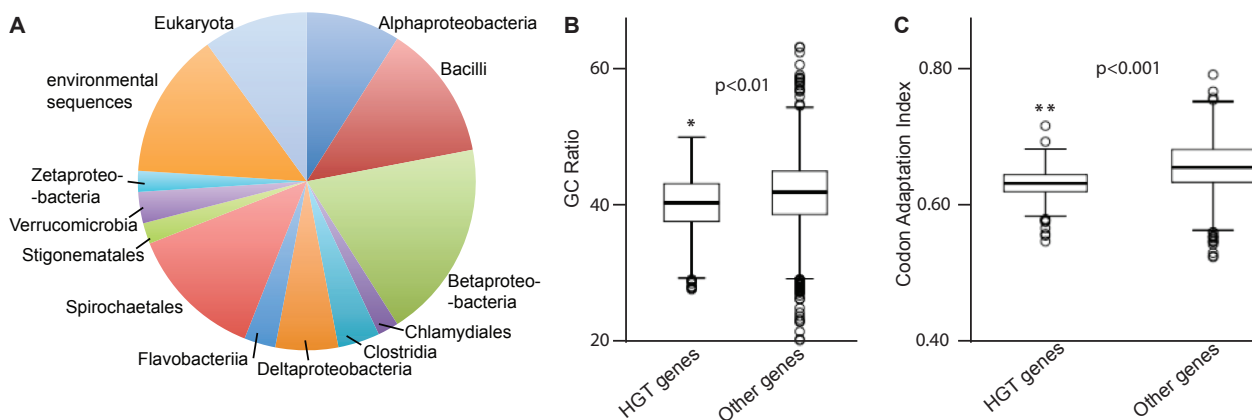 A
Eukaryota
Alphaproteobacteria
Bacilli
environmental
sequences
Zetaproteo-
-bacteria
Verrucomicrobia
Stigonematales
Spirochaetales
Flavobacteriia
Deltaproteobacteria
Clostridia
Chlamydiales
Betaproteo-
-bacteria
B
GC Ratio
60
40
20
p<0.01
*
HGT genes
Other genes
C
Codon Adaptation Index
0.80
0.60
0.40
p<0.001
**
HGT genes
Other genes